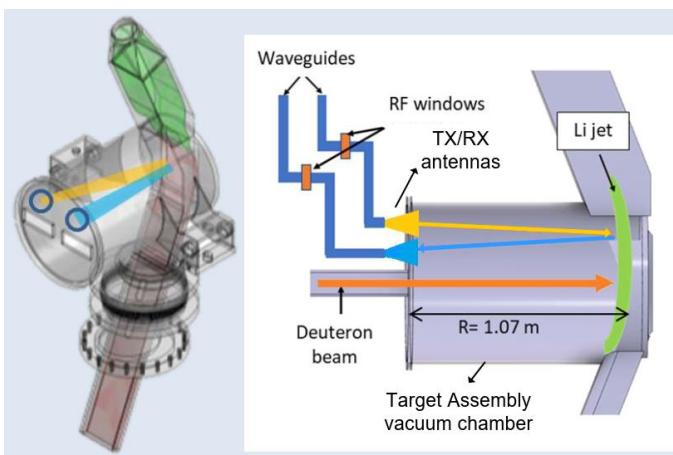 Waveguides
RF windows
TX/RX
antennas
Li jet
Deuteron
beam
R= 1.07 m
Target Assembly
vacuum chamber